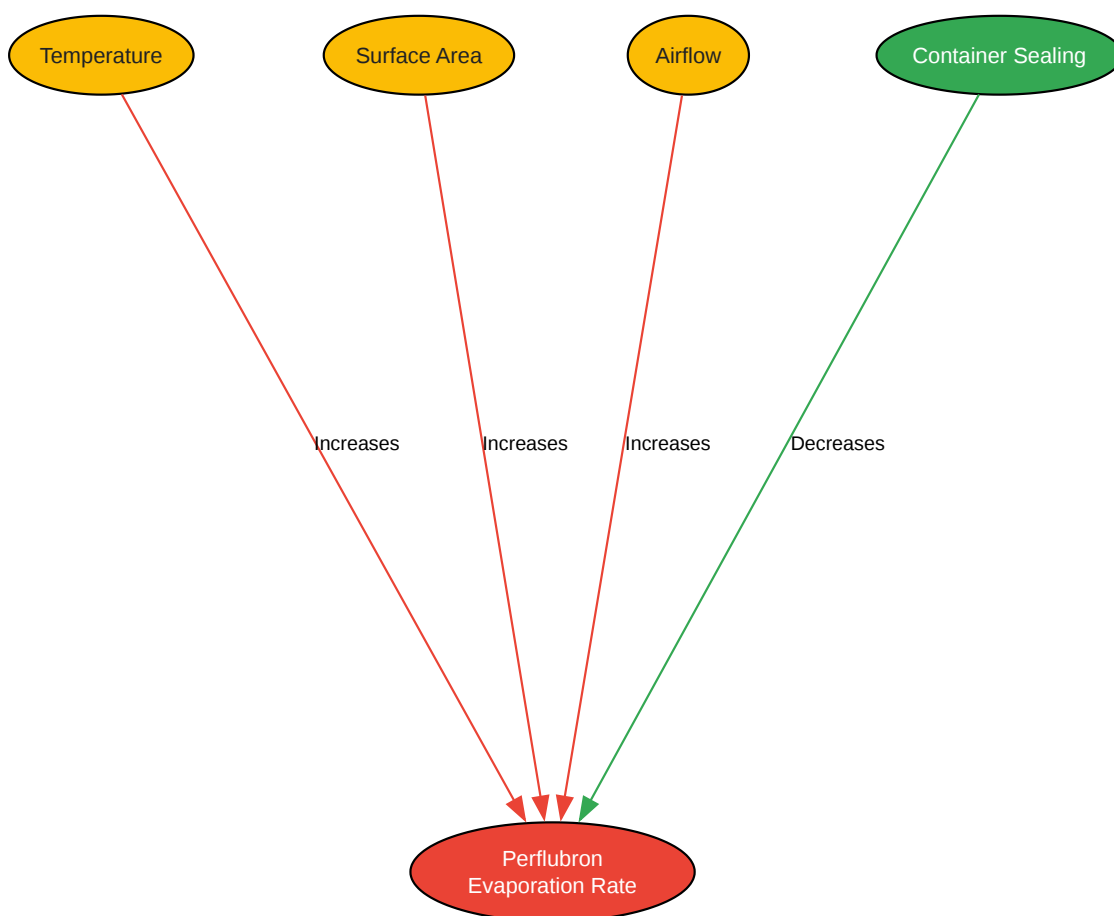 Temperature
Surface Area
Airflow
Container Sealing
Increases
Increases
Increases
Decreases
Perflubron
Evaporation Rate